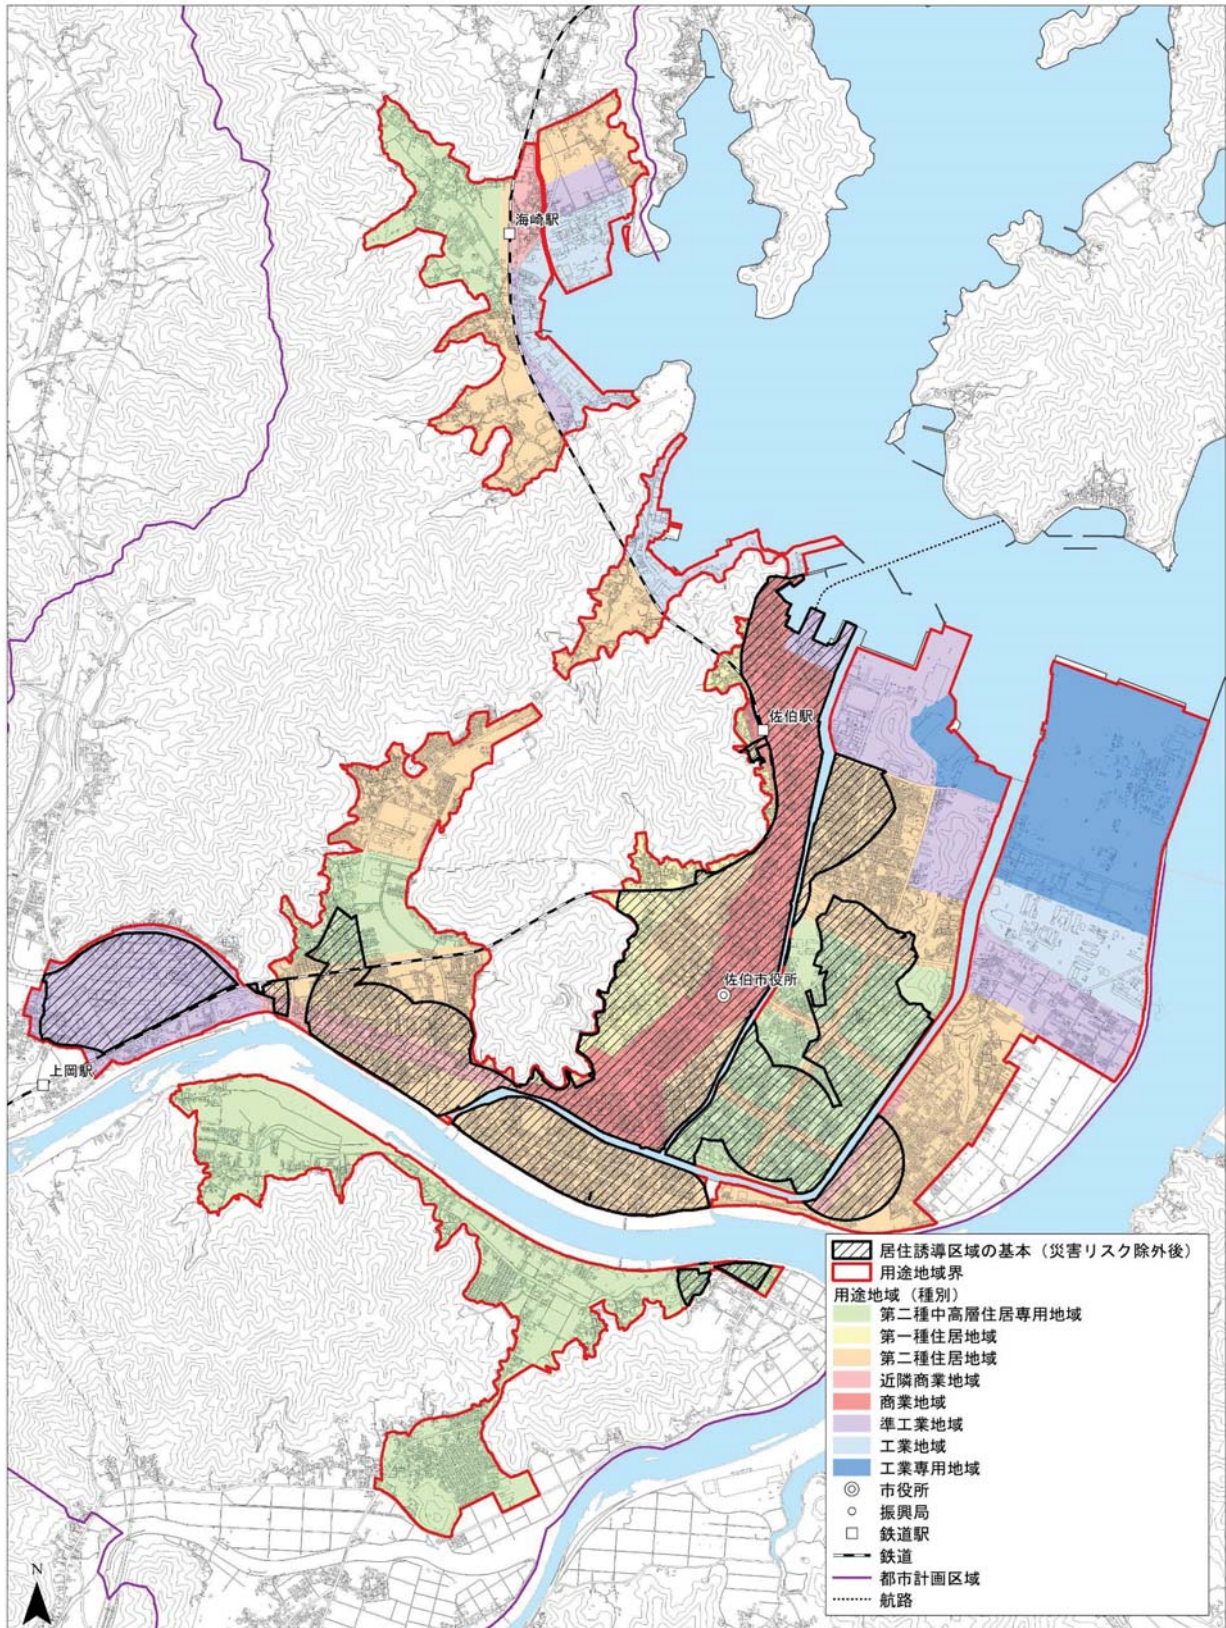 海崎駅
佐伯駅
佐伯市役所
上岡駅
居住誘導区域の基本（災害リスク除外後）
用途地域界
用途地域（種別）
第二種中高層住居専用地域
第一種住居地域
第二種住居地域
近隣商業地域
商業地域
準工業地域
工業地域
工業専用地域
市役所
振興局
鉄道駅
鉄道
都市計画区域
航路
N